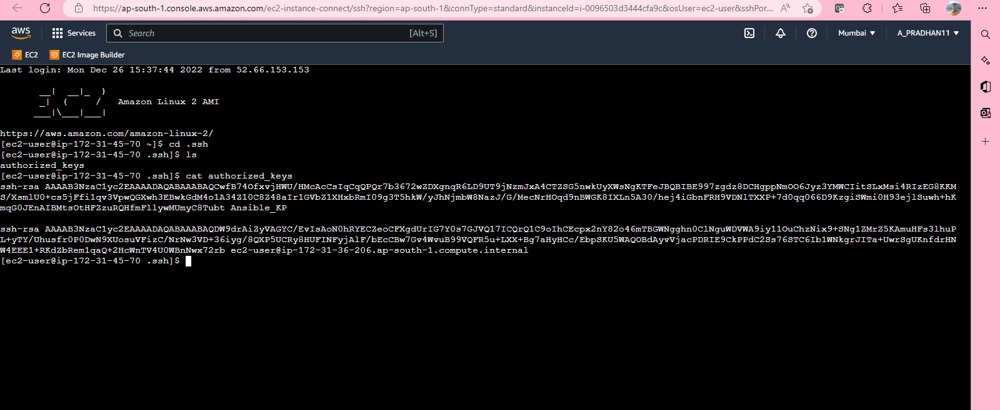 https://ap-south-1.console.aws.amazon.com/ec2-instance-connect/ssh?region=ap-south-1&connType=standard&instanceId=i-0096503d3444cfa9c&osUser=ec2-user&sshPor...
aws Services Search [Alt+S] Mumbai A_PRADHAN11
EC2 EC2 Image Builder
Last login: Mon Dec 26 15:37:44 2022 from 52.66.153.153
__|  __|_  )
_|  (     /   Amazon Linux 2 AMI
___|\___|___|
https://aws.amazon.com/amazon-linux-2/
[ec2-user@ip-172-31-45-70 ~]$ cd .ssh
[ec2-user@ip-172-31-45-70 .ssh]$ ls
authorized_keys
[ec2-user@ip-172-31-45-70 .ssh]$ cat authorized_keys
ssh-rsa AAAAB3NzaC1yc2EAAAADAQABAAABAQCwfB74OfxvjHWU/HMcAcCsIqCqQPQr7b3672wZDXgnqR6LD9UT9jNzmJxA4CTZSG5nwkUyXWsNgKTFeJBQBIBE997zgdz8DCHgppNmOO6Jyz3YMWCIitSLxMsi4RIzEG8KKM
S/XsmlU0+cs5jFfi1qv3VpwQGXwh3EBwkGdM4o1A34Z10C8Z48aIr1GVbZ1XHxbRmI09g3T5hkW/yJhNjmbW8NazJ/G/MecNrHOqd9nBWGK8IXLn5A30/hej4iGbnFRH9VDNlTXXP+7d0qq066D9KzgiSWmi0H93ejlSuwh+hK
mqG0JEnAIBMtsOtHFZzuRQHfmFllywMUmyC8Tubt Ansible_KP
ssh-rsa AAAAB3NzaC1yc2EAAAADAQABAAABAQDW9drAiZyVAGYC/EvIsAoN0hRYECZeoCFXgdUrIG7Y0s7GJVQ17ICQrQ1C9oIhCEcpx2nY82o46mTBGWNgghn0ClNguWDVWA9iy11OuChzNix9+SNg1ZMrZ5KAmuHFs3lhuP
L+yTY/Uhusfr0P0DwN9XUosuVFizC/NrNw3VD+36iyg/8QXP5UCRy8HUFINFyjAlF/bEcCBw7Gv4WvuB99VQFR5u+LXX+Bg7aHyHCc/EbpSKU5WAQOBdAyvVjacPDRIE9CkPPdC2Ss76STC6Ib1WNkgrJITa+UwrSgUKnfdrHN
W4EEE1+RKdZbRem1qaQ+2HcWnTV4U0WBnNwx72rb ec2-user@ip-172-31-36-206.ap-south-1.compute.internal
[ec2-user@ip-172-31-45-70 .ssh]$